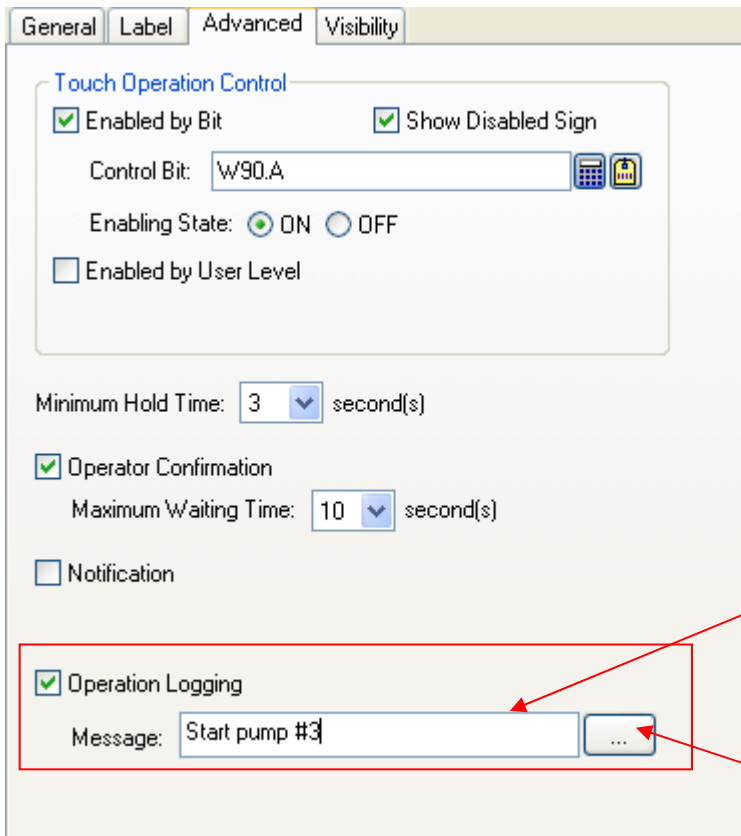 General Label Advanced Visibility
Touch Operation Control
Enabled by Bit Show Disabled Sign
Control Bit: W90.A
Enabling State: ON OFF
Enabled by User Level
Minimum Hold Time: 3 second(s)
Operator Confirmation
Maximum Waiting Time: 10 second(s)
Notification
Operation Logging
Message: Start pump #3 ...